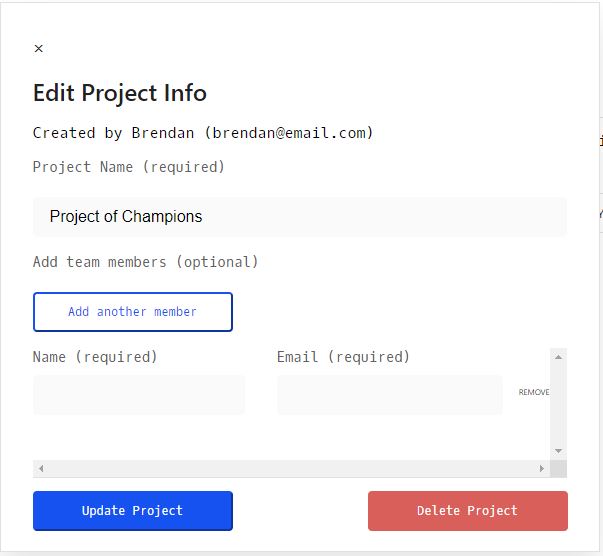 ×
Edit Project Info
Created by Brendan (brendan@email.com)
Project Name (required)
Project of Champions
Add team members (optional)
Add another member
Name (required) Email (required)
REMOVE
Update Project Delete Project